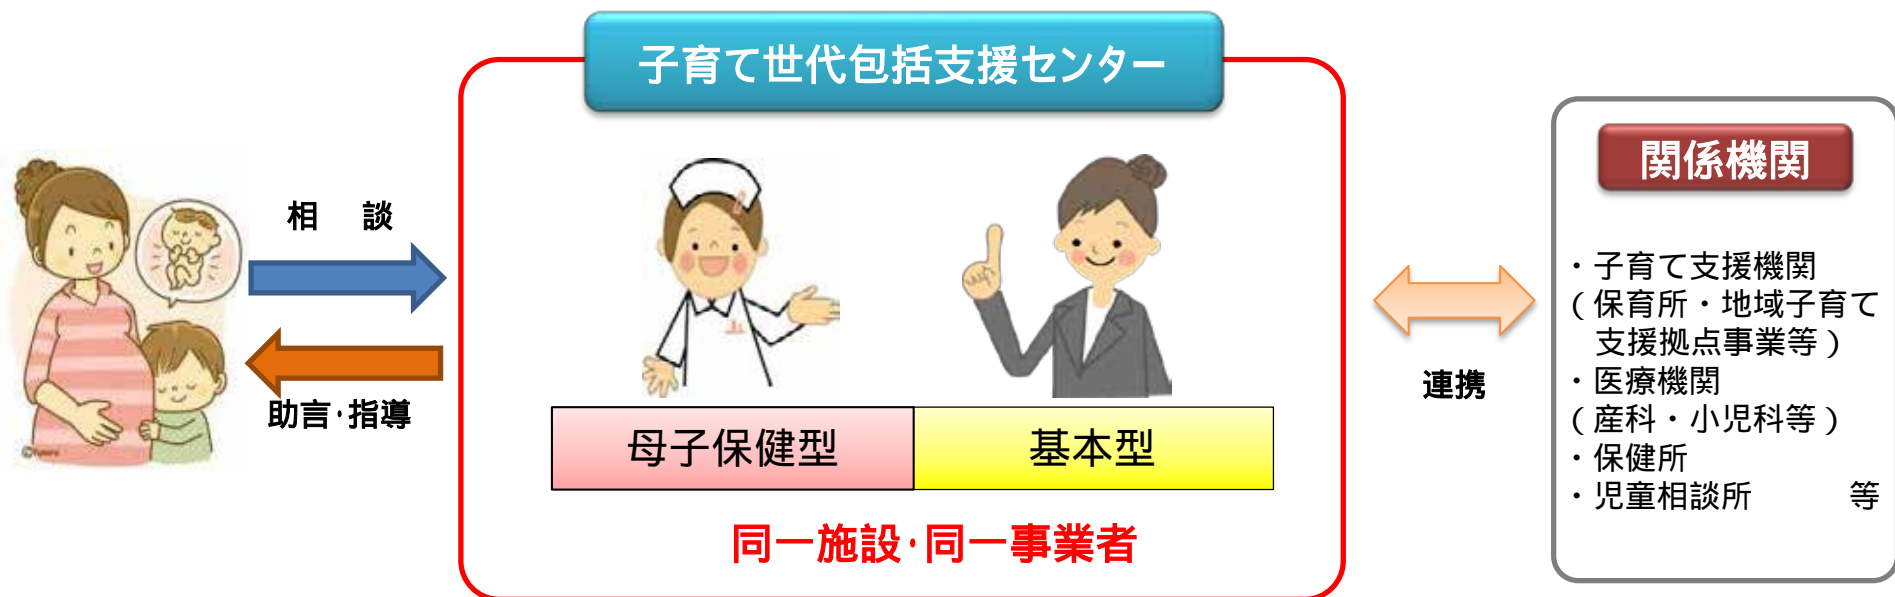 子育て世代包括支援センター
相　談
助言・指導
母子保健型
基本型
同一施設・同一事業者
連携
関係機関
・子育て支援機関
（保育所・地域子育て
支援拠点事業等）
・医療機関
（産科・小児科等）
・保健所
・児童相談所　　　等